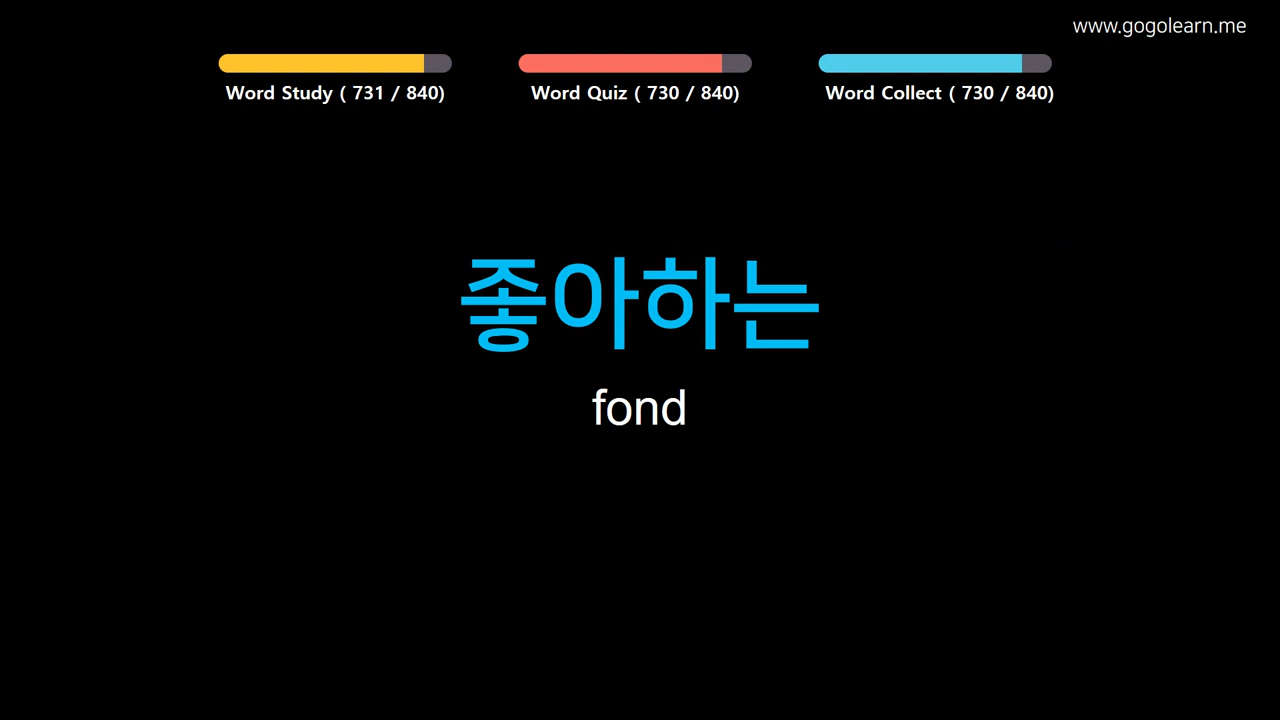 www.gogolearn.me
Word Study ( 731 / 840)
Word Quiz ( 730 / 840)
Word Collect ( 730 / 840)
좋아하는
fond